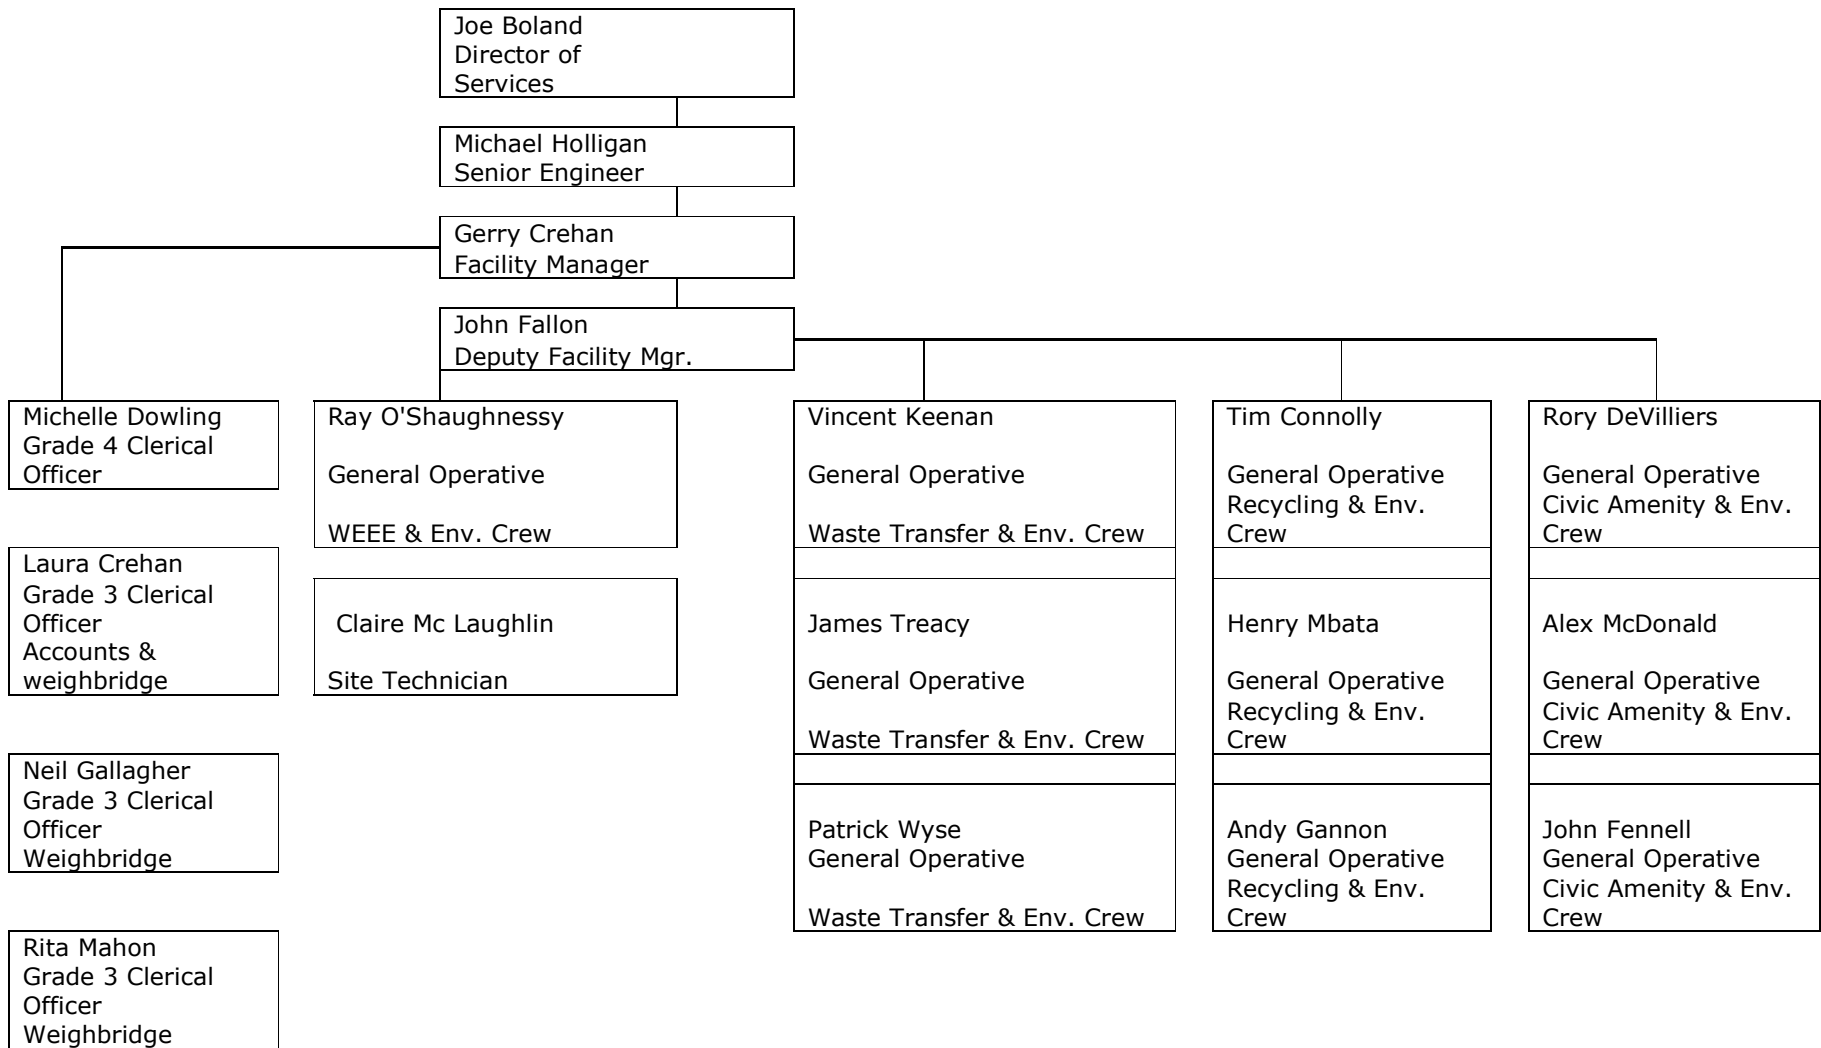 Joe Boland
Director of
Services
Michael Holligan
Senior Engineer
Gerry Crehan
Facility Manager
John Fallon
Deputy Facility Mgr.
Michelle Dowling
Grade 4 Clerical
Officer
Laura Crehan
Grade 3 Clerical
Officer
Accounts &
weighbridge
Neil Gallagher
Grade 3 Clerical
Officer
Weighbridge
Rita Mahon
Grade 3 Clerical
Officer
Weighbridge
Ray O'Shaughnessy
General Operative
WEEE & Env. Crew
Claire Mc Laughlin
Site Technician
Vincent Keenan
General Operative
Waste Transfer & Env. Crew
James Treacy
General Operative
Waste Transfer & Env. Crew
Patrick Wyse
General Operative
Waste Transfer & Env. Crew
Tim Connolly
General Operative
Recycling & Env.
Crew
Henry Mbata
General Operative
Recycling & Env.
Crew
Andy Gannon
General Operative
Recycling & Env.
Crew
Rory DeVilliers
General Operative
Civic Amenity & Env.
Crew
Alex McDonald
General Operative
Civic Amenity & Env.
Crew
John Fennell
General Operative
Civic Amenity & Env.
Crew